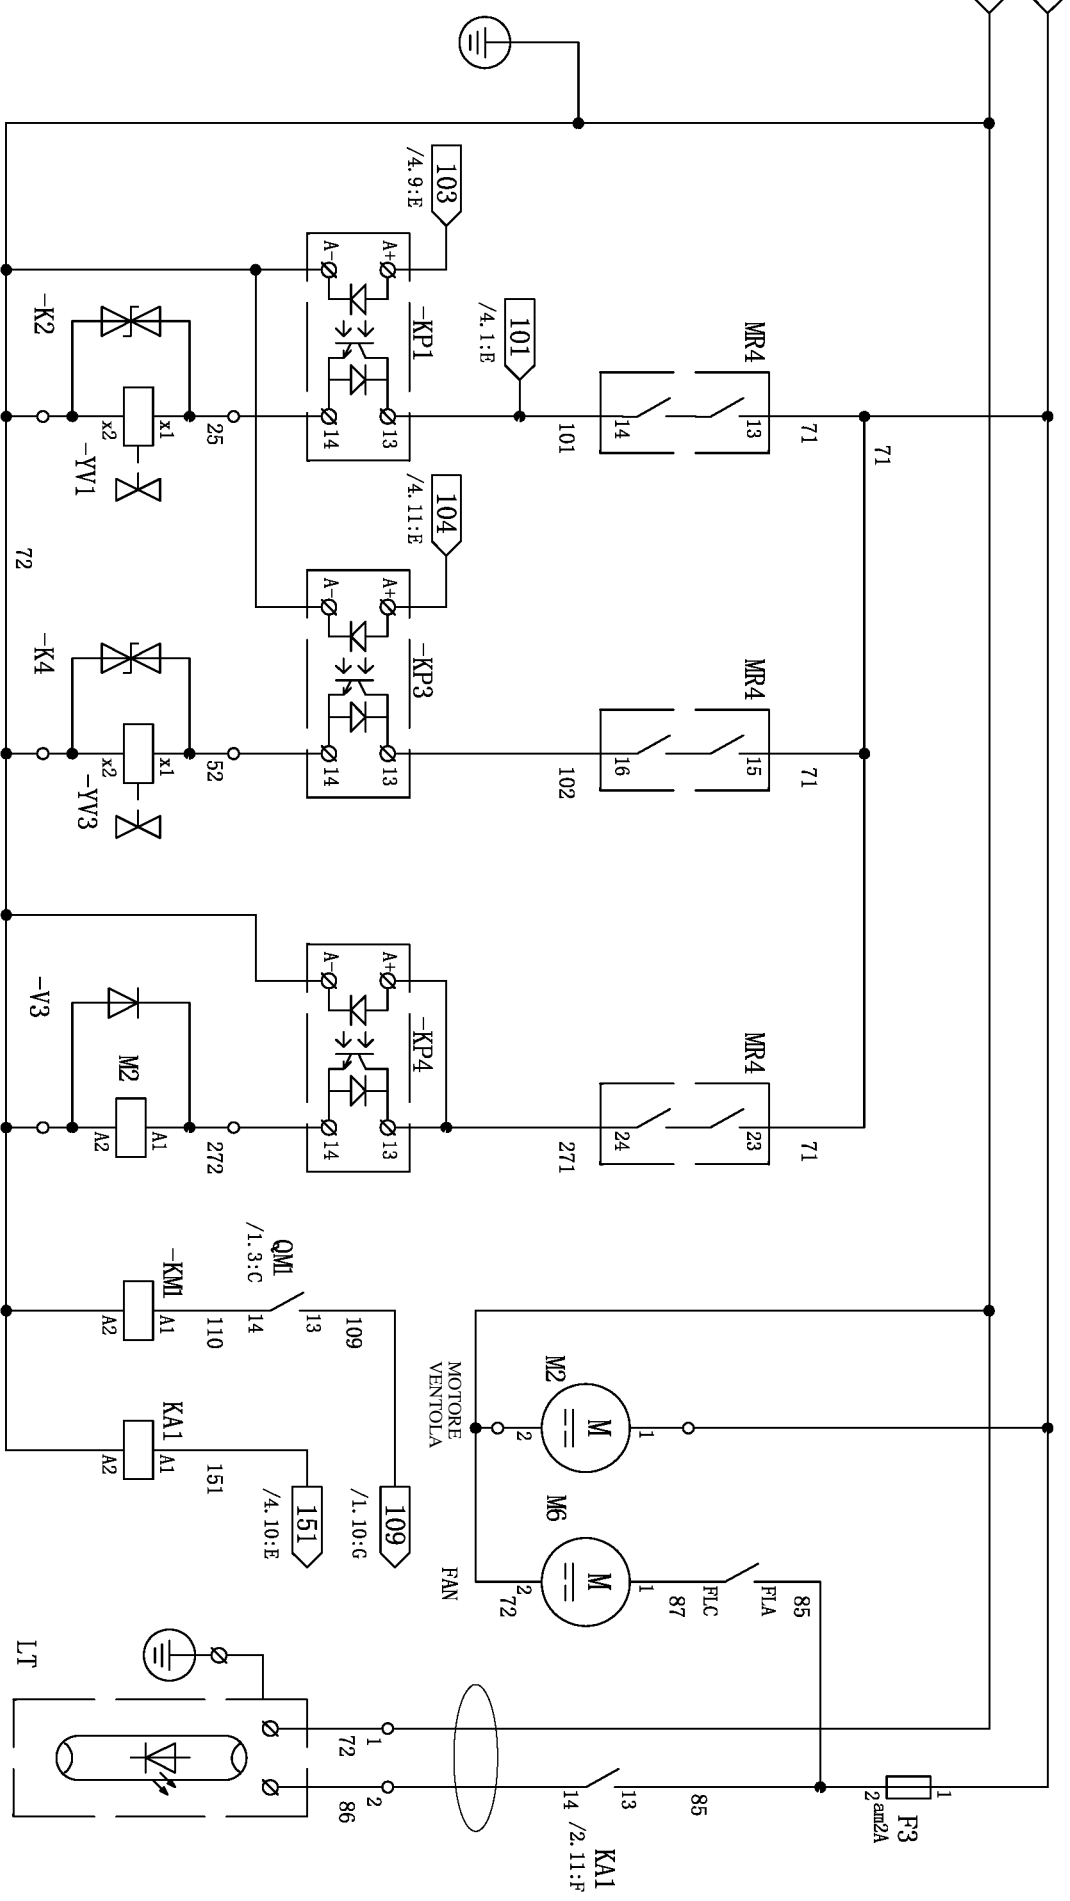 F3
1
2
am2A
KA1
/2.11:F
13
14
85
86
2
72
1
LT
85
FLA
FLC
87
M6
M
1
2
72
FAN
M2
M
1
2
MOTORE
VENTOLA
71
MR4
13
14
71
101
101
/4.1:E
-KP1
A+
A-
13
14
103
/4.9:E
25
-K2
x1
x2
-YV1
MR4
15
16
71
102
-KP3
A+
A-
13
14
104
/4.11:E
52
-K4
x1
x2
-YV3
72
MR4
23
24
71
271
-KP4
A+
A-
13
14
272
-V3
M2
A1
A2
QM1
/1.3:C
13
14
109
109
/1.10:G
110
-KM1
A1
A2
KA1
A1
A2
151
151
/4.10:E